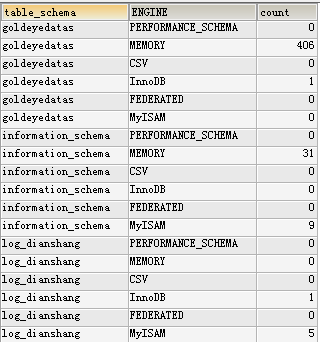 table_schema ENGINE count
goldeyedatas PERFORMANCE_SCHEMA 0
goldeyedatas MEMORY 406
goldeyedatas CSV 0
goldeyedatas InnoDB 1
goldeyedatas FEDERATED 0
goldeyedatas MyISAM 0
information_schema PERFORMANCE_SCHEMA 0
information_schema MEMORY 31
information_schema CSV 0
information_schema InnoDB 0
information_schema FEDERATED 0
information_schema MyISAM 9
log_dianshang PERFORMANCE_SCHEMA 0
log_dianshang MEMORY 0
log_dianshang CSV 0
log_dianshang InnoDB 1
log_dianshang FEDERATED 0
log_dianshang MyISAM 5